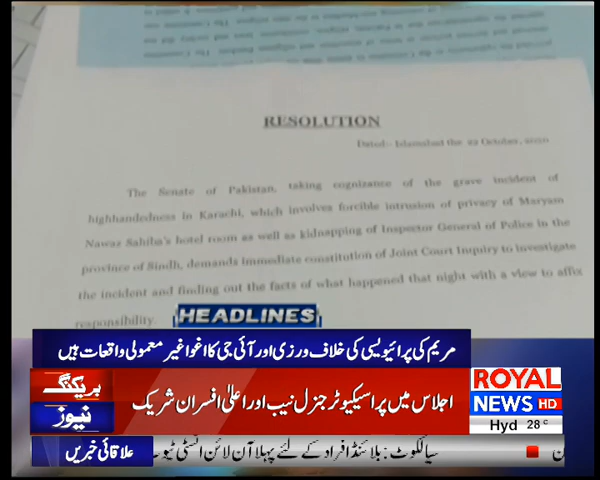 RESOLUTION
Dated:- Islamabad the 22 October, 2020
The Senate of Pakistan, taking cognizance of the grave incident of
highhandedness in Karachi, which involves forcible intrusion of privacy of Maryam
Nawaz Sahiba's hotel room as well as kidnapping of Inspector General of Police in the
province of Sindh, demands immediate constitution of Joint Court Inquiry to investigate
the incident and finding out the facts of what happened that night with a view to affix
responsibility.
HEADLINES
مریم کی پرائیویسی کی خلاف ورزی اور آئی جی کا اغوا غیر معمولی واقعات ہیں
بریکنگ
نیوز
اجلاس میں پراسیکیوٹر جنرل نیب اور اعلیٰ افسران شریک
ROYAL
NEWS HD
Hyd 28 c
علاقائی خبریں
سیالکوٹ: بلائنڈ افراد کے لئے پہلا آن لائن انسٹی ٹیو